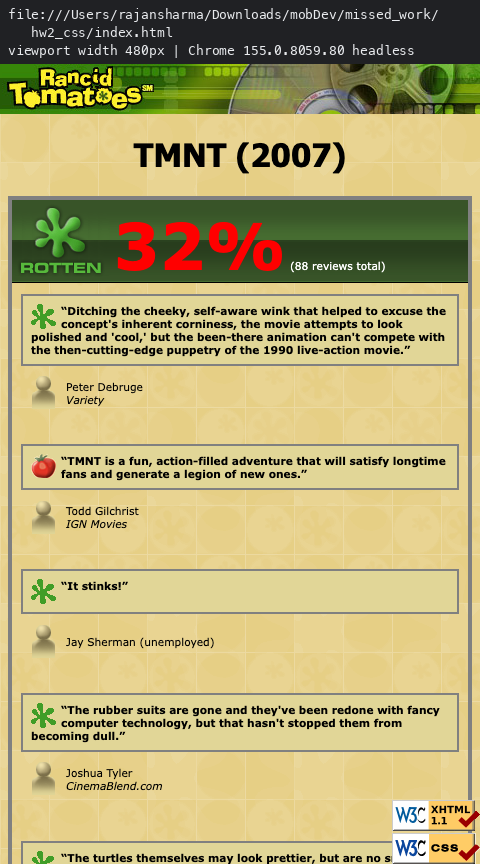 file:///Users/rajansharma/Downloads/mobDev/missed_work/
hw2_css/index.html
viewport width 480px | Chrome 155.0.8059.80 headless
Rancid
Tomatoes SM
TMNT (2007)
ROTTEN
32%
(88 reviews total)
“Ditching the cheeky, self-aware wink that helped to excuse the
concept's inherent corniness, the movie attempts to look
polished and 'cool,' but the been-there animation can't compete with
the then-cutting-edge puppetry of the 1990 live-action movie.”
Peter Debruge
Variety
“TMNT is a fun, action-filled adventure that will satisfy longtime
fans and generate a legion of new ones.”
Todd Gilchrist
IGN Movies
“It stinks!”
Jay Sherman (unemployed)
“The rubber suits are gone and they've been redone with fancy
computer technology, but that hasn't stopped them from
becoming dull.”
Joshua Tyler
CinemaBlend.com
W3C XHTML
1.1
W3C CSS
“The turtles themselves may look prettier, but are no